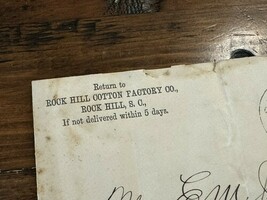 Return to
ROCK HILL COTTON FACTORY CO.,
ROCK HILL, S. C.,
If not delivered within 5 days.